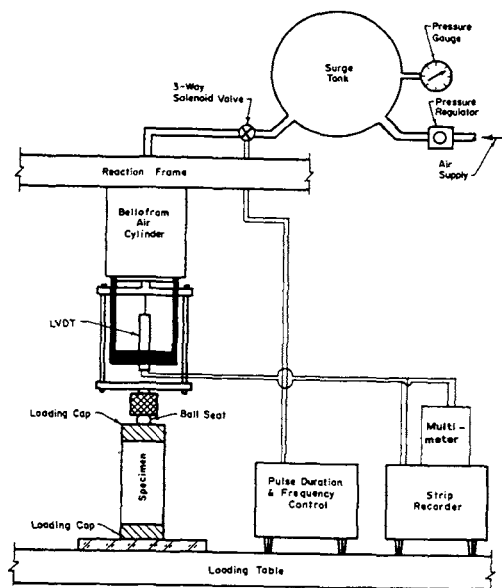 Pressure
Gauge
Surge
Tank
3-Way
Solenoid Valve
Pressure
Regulator
Air
Supply
Reaction Frame
Bellofram
Air
Cylinder
LVDT
Ball Seat
Loading Cap
Specimen
Loading Cap
Multi-
meter
Pulse Duration
& Frequency
Control
Strip
Recorder
Loading Table